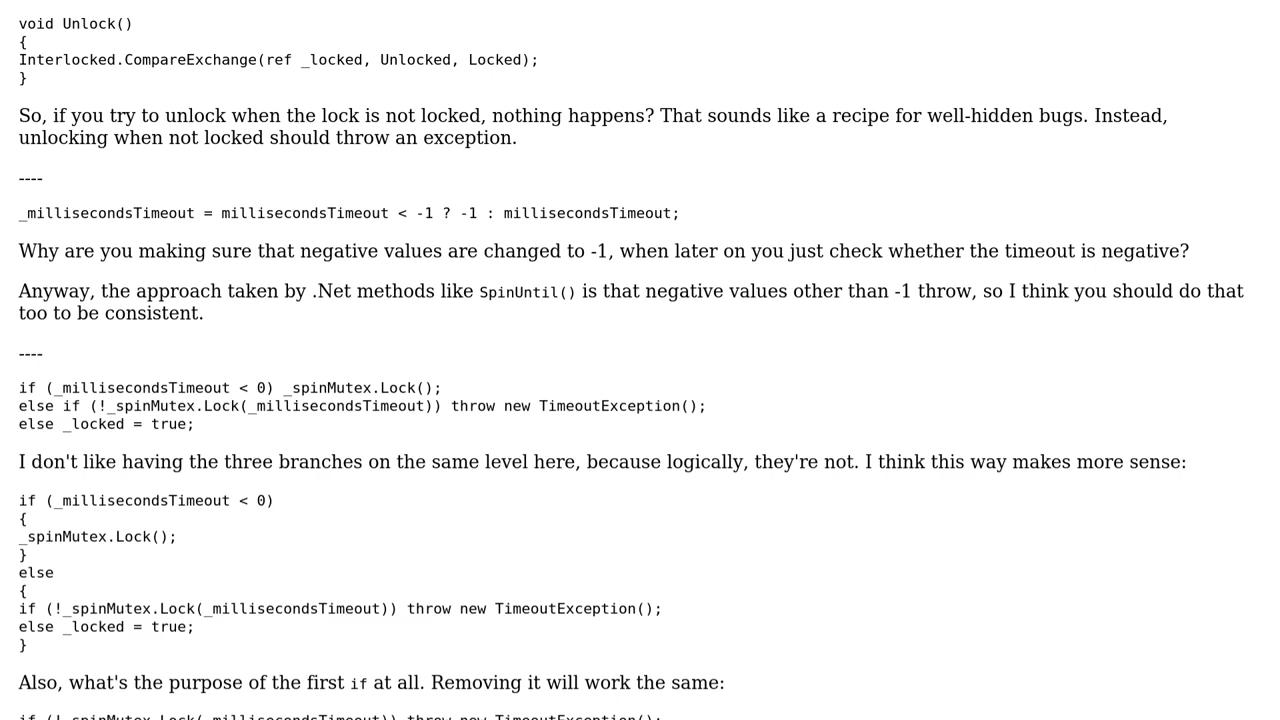 void Unlock()
{
Interlocked.CompareExchange(ref _locked, Unlocked, Locked);
}
So, if you try to unlock when the lock is not locked, nothing happens? That sounds like a recipe for well-hidden bugs. Instead,
unlocking when not locked should throw an exception.
----
_millisecondsTimeout = millisecondsTimeout < -1 ? -1 : millisecondsTimeout;
Why are you making sure that negative values are changed to -1, when later on you just check whether the timeout is negative?
Anyway, the approach taken by .Net methods like SpinUntil() is that negative values other than -1 throw, so I think you should do that
too to be consistent.
----
if (_millisecondsTimeout < 0) _spinMutex.Lock();
else if (!_spinMutex.Lock(_millisecondsTimeout)) throw new TimeoutException();
else _locked = true;
I don't like having the three branches on the same level here, because logically, they're not. I think this way makes more sense:
if (_millisecondsTimeout < 0)
{
_spinMutex.Lock();
}
else
{
if (!_spinMutex.Lock(_millisecondsTimeout)) throw new TimeoutException();
else _locked = true;
}
Also, what's the purpose of the first if at all. Removing it will work the same:
if (!_spinMutex.Lock(_millisecondsTimeout)) throw new TimeoutException();